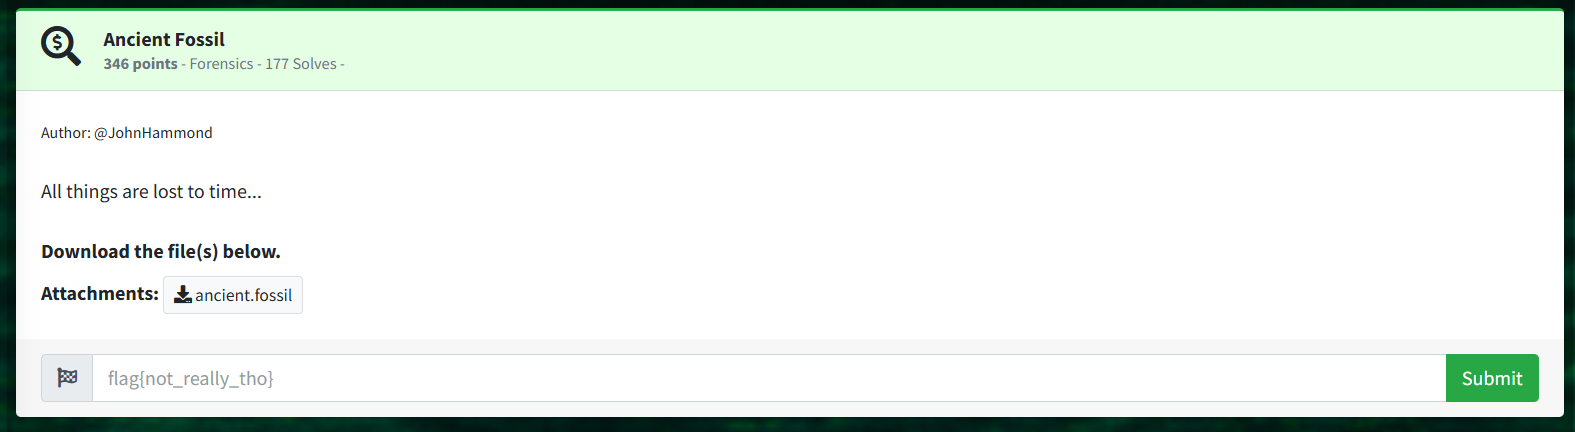 Ancient Fossil
346 points - Forensics - 177 Solves -
Author: @JohnHammond
All things are lost to time...
Download the file(s) below.
Attachments: ancient.fossil
flag{not_really_tho} Submit